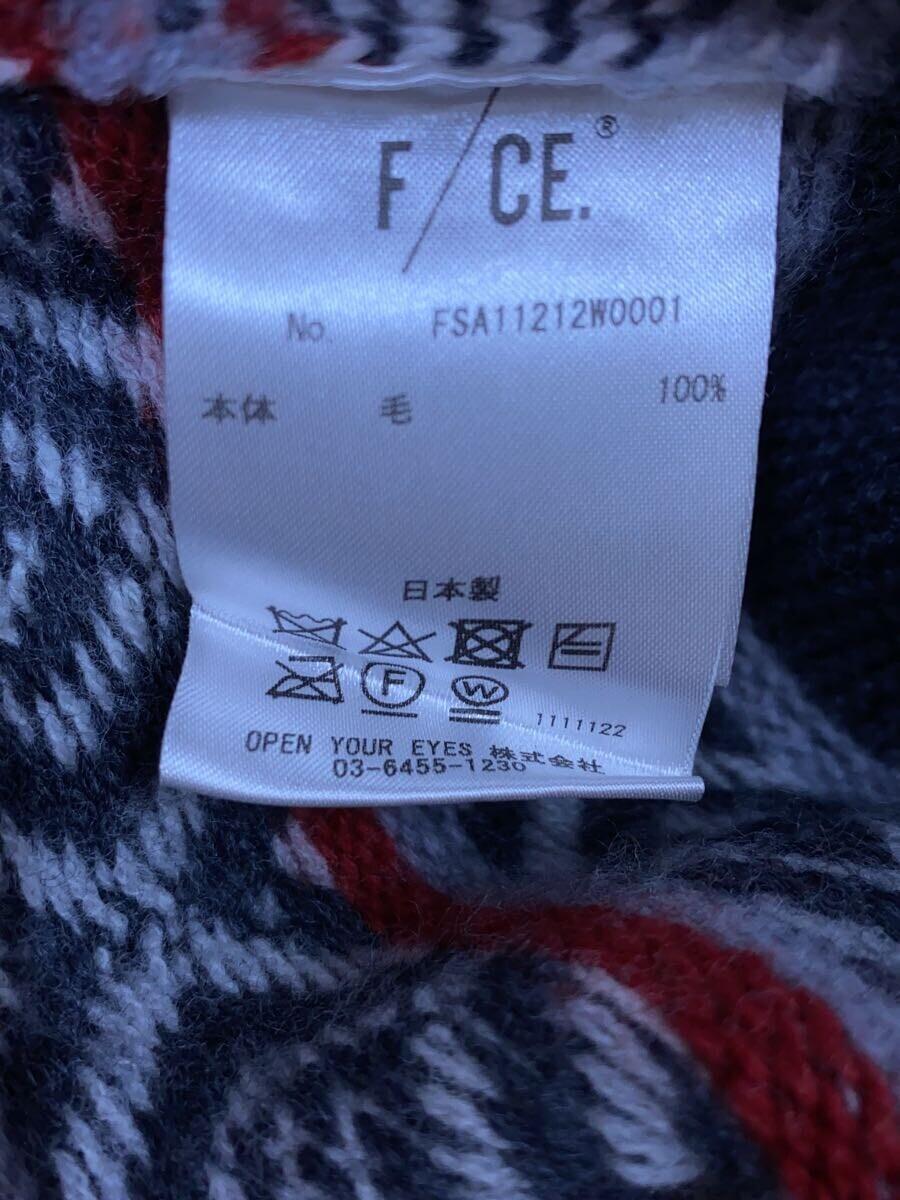 F/CE.®
No. FSA11212W0001
本体 毛 100%
日本製
F W 1111122
OPEN YOUR EYES 株式会社
03-6455-1230